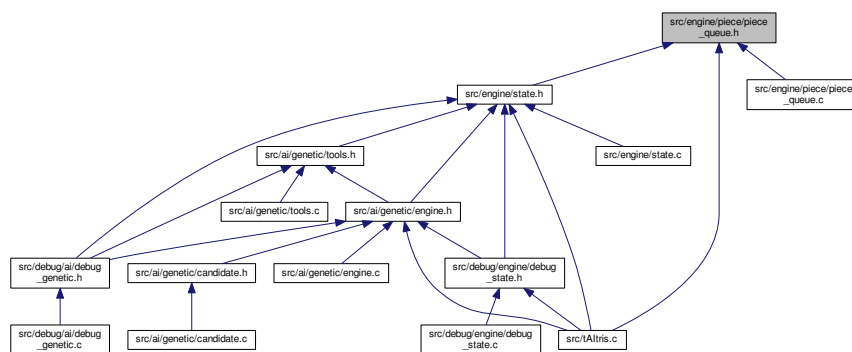 src/engine/piece/piece
_queue.h
src/engine/state.h
src/engine/piece/piece
_queue.c
src/ai/genetic/tools.h
src/engine/state.c
src/ai/genetic/tools.c
src/ai/genetic/engine.h
src/debug/ai/debug
_genetic.h
src/ai/genetic/candidate.h
src/ai/genetic/engine.c
src/debug/engine/debug
_state.h
src/debug/ai/debug
_genetic.c
src/ai/genetic/candidate.c
src/debug/engine/debug
_state.c
src/tAItris.c